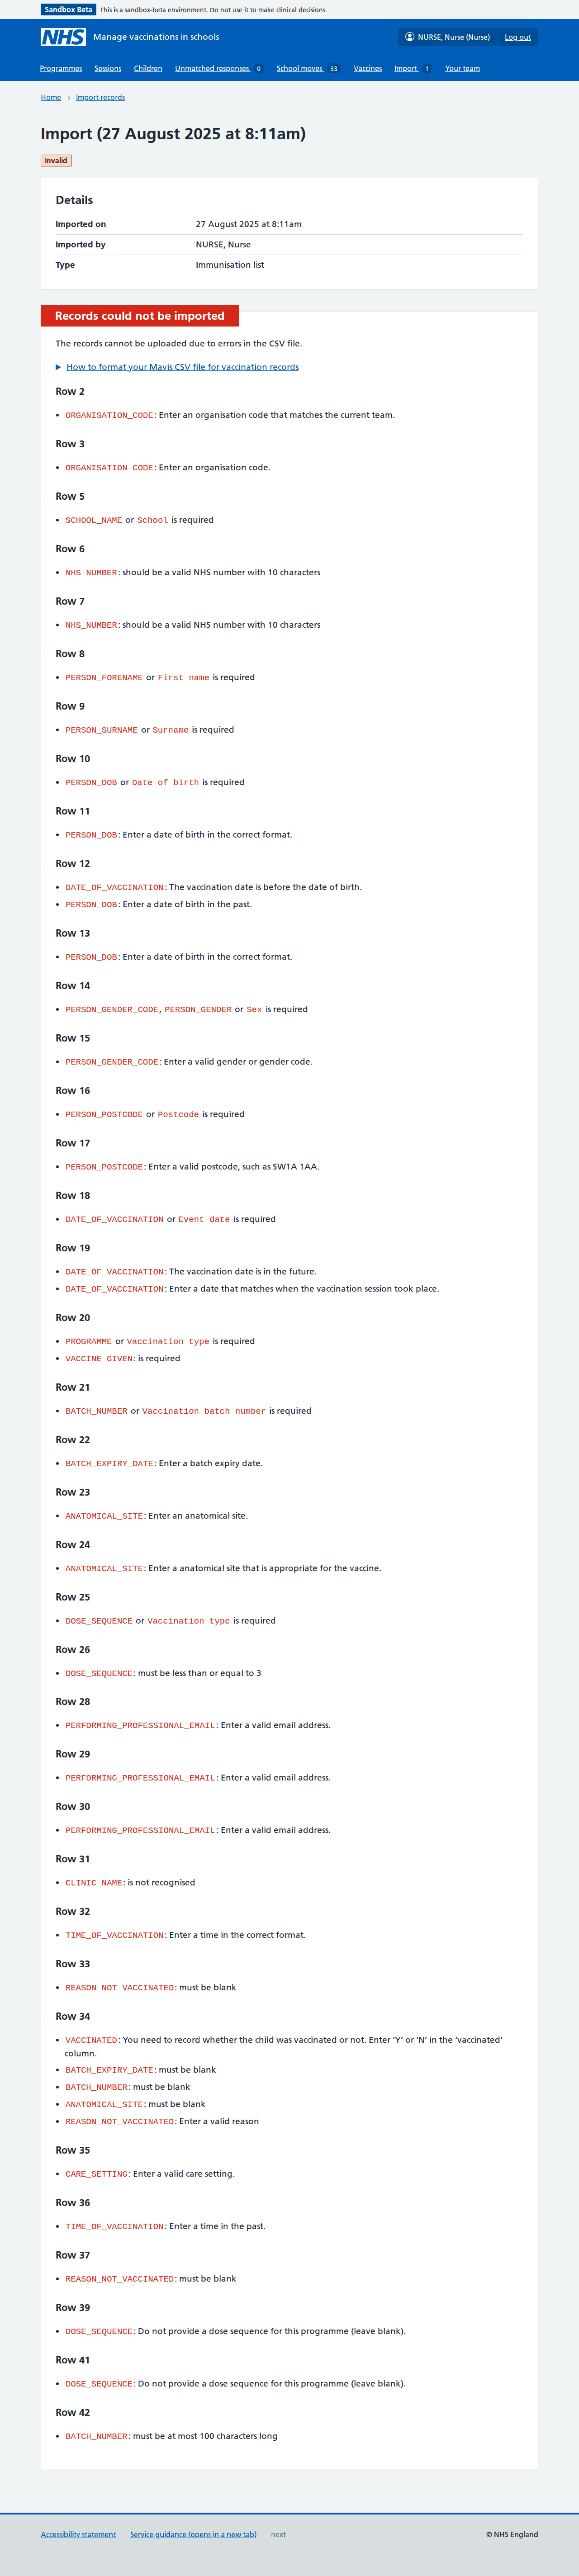 Sandbox Beta This is a sandbox-beta environment. Do not use it to make clinical decisions.
NHS Manage vaccinations in schools NURSE, Nurse (Nurse) Log out
Programmes Sessions Children Unmatched responses 0 School moves 33 Vaccines Import 1 Your team
Home › Import records
Import (27 August 2025 at 8:11am)
Invalid
Details
Imported on 27 August 2025 at 8:11am
Imported by NURSE, Nurse
Type Immunisation list
Records could not be imported
The records cannot be uploaded due to errors in the CSV file.
How to format your Mavis CSV file for vaccination records
Row 2
• ORGANISATION_CODE: Enter an organisation code that matches the current team.
Row 3
• ORGANISATION_CODE: Enter an organisation code.
Row 5
• SCHOOL_NAME or School is required
Row 6
• NHS_NUMBER: should be a valid NHS number with 10 characters
Row 7
• NHS_NUMBER: should be a valid NHS number with 10 characters
Row 8
• PERSON_FORENAME or First name is required
Row 9
• PERSON_SURNAME or Surname is required
Row 10
• PERSON_DOB or Date of birth is required
Row 11
• PERSON_DOB: Enter a date of birth in the correct format.
Row 12
• DATE_OF_VACCINATION: The vaccination date is before the date of birth.
• PERSON_DOB: Enter a date of birth in the past.
Row 13
• PERSON_DOB: Enter a date of birth in the correct format.
Row 14
• PERSON_GENDER_CODE, PERSON_GENDER or Sex is required
Row 15
• PERSON_GENDER_CODE: Enter a valid gender or gender code.
Row 16
• PERSON_POSTCODE or Postcode is required
Row 17
• PERSON_POSTCODE: Enter a valid postcode, such as SW1A 1AA.
Row 18
• DATE_OF_VACCINATION or Event date is required
Row 19
• DATE_OF_VACCINATION: The vaccination date is in the future.
• DATE_OF_VACCINATION: Enter a date that matches when the vaccination session took place.
Row 20
• PROGRAMME or Vaccination type is required
• VACCINE_GIVEN: is required
Row 21
• BATCH_NUMBER or Vaccination batch number is required
Row 22
• BATCH_EXPIRY_DATE: Enter a batch expiry date.
Row 23
• ANATOMICAL_SITE: Enter an anatomical site.
Row 24
• ANATOMICAL_SITE: Enter a anatomical site that is appropriate for the vaccine.
Row 25
• DOSE_SEQUENCE or Vaccination type is required
Row 26
• DOSE_SEQUENCE: must be less than or equal to 3
Row 28
• PERFORMING_PROFESSIONAL_EMAIL: Enter a valid email address.
Row 29
• PERFORMING_PROFESSIONAL_EMAIL: Enter a valid email address.
Row 30
• PERFORMING_PROFESSIONAL_EMAIL: Enter a valid email address.
Row 31
• CLINIC_NAME: is not recognised
Row 32
• TIME_OF_VACCINATION: Enter a time in the correct format.
Row 33
• REASON_NOT_VACCINATED: must be blank
Row 34
• VACCINATED: You need to record whether the child was vaccinated or not. Enter ‘Y’ or ‘N’ in the ‘vaccinated’
column.
• BATCH_EXPIRY_DATE: must be blank
• BATCH_NUMBER: must be blank
• ANATOMICAL_SITE: must be blank
• REASON_NOT_VACCINATED: Enter a valid reason
Row 35
• CARE_SETTING: Enter a valid care setting.
Row 36
• TIME_OF_VACCINATION: Enter a time in the past.
Row 37
• REASON_NOT_VACCINATED: must be blank
Row 39
• DOSE_SEQUENCE: Do not provide a dose sequence for this programme (leave blank).
Row 41
• DOSE_SEQUENCE: Do not provide a dose sequence for this programme (leave blank).
Row 42
• BATCH_NUMBER: must be at most 100 characters long
Accessibility statement Service guidance (opens in a new tab) next © NHS England